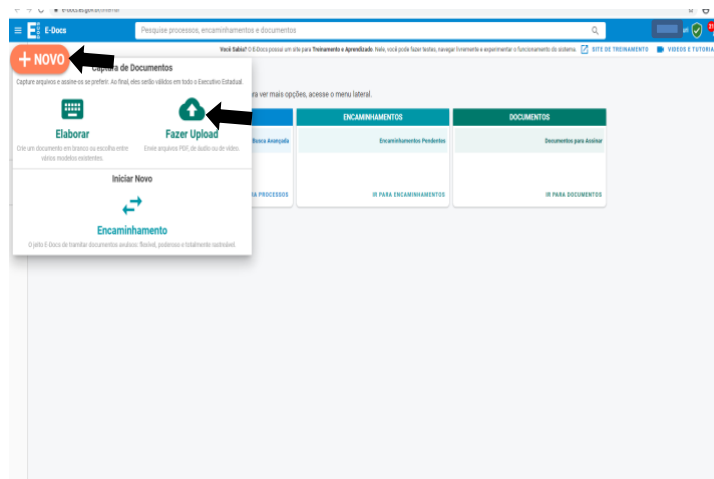 E-Docs
Pesquise processos, encaminhamentos e documentos
Você Sabia? O E-Docs possui um site para Treinamento e Aprendizado. Nele, você pode fazer testes, navegar livremente e experimentar o funcionamento do sistema.
SITE DE TREINAMENTO
VIDEOS E TUTORIA
+ NOVO
de Documentos
Capture arquivos e assine-os se preferir. Ao final, eles serão válidos em todo o Executivo Estadual.
ra ver mais opções, acesse o menu lateral.
Elaborar
Crie um documento em branco ou escolha entre
vários modelos existentes.
Fazer Upload
Envie arquivos PDF, de áudio ou de vídeo.
Iniciar Novo
Encaminhamento
O jeito E-Docs de tramitar documentos avulsos: flexível, poderoso e totalmente rastreável.
Busca Avançada
PROCESSOS
ENCAMINHAMENTOS
Encaminhamentos Pendentes
IR PARA ENCAMINHAMENTOS
DOCUMENTOS
Documentos para Assinar
IR PARA DOCUMENTOS